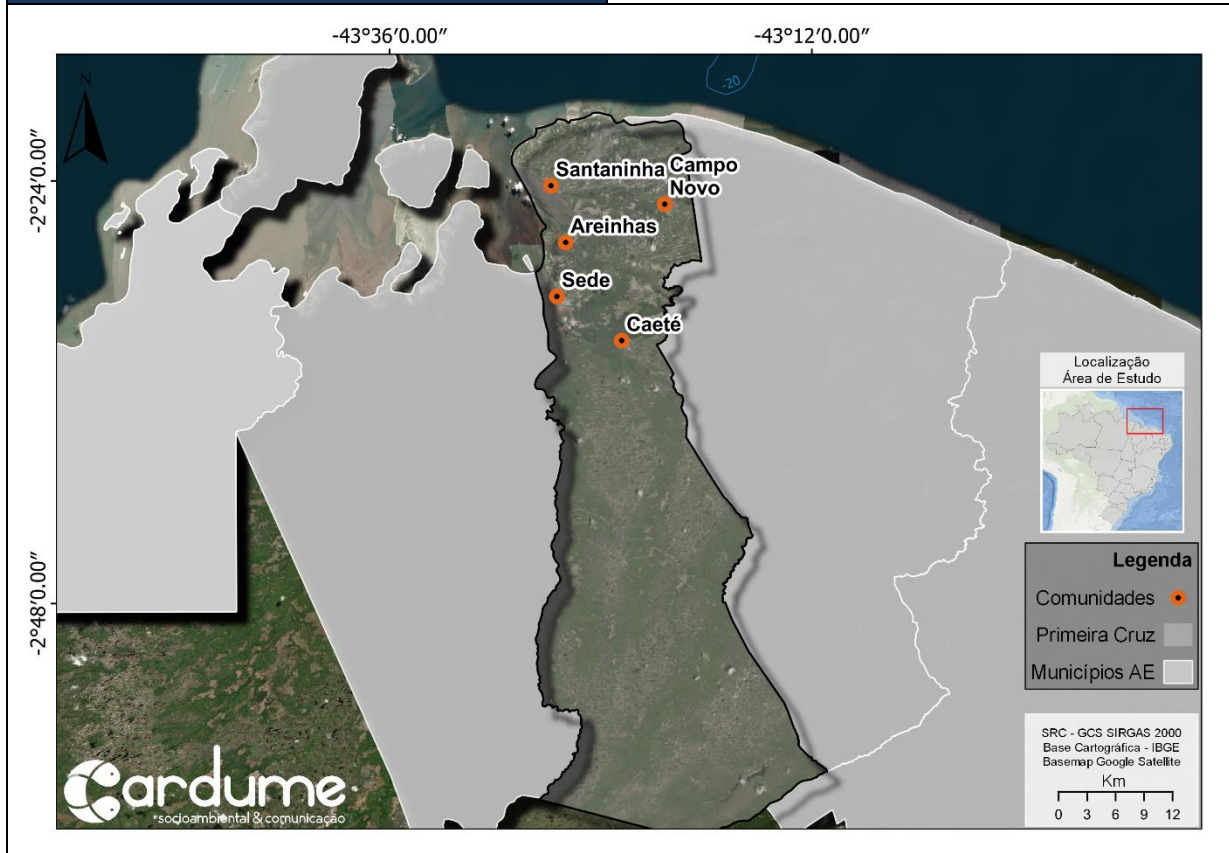 -43°36′0.00″ -43°12′0.00″
N
-20
-2°24′0.00″
-2°48′0.00″
Santaninha
Campo
Novo
Areinhas
Sede
Caeté
Localização
Área de Estudo
Legenda
Comunidades
Primeira Cruz
Municípios AE
SRC - GCS SIRGAS 2000
Base Cartográfica - IBGE
Basemap Google Satellite
Km
0 3 6 9 12
Cardume
socioambiental & comunicação